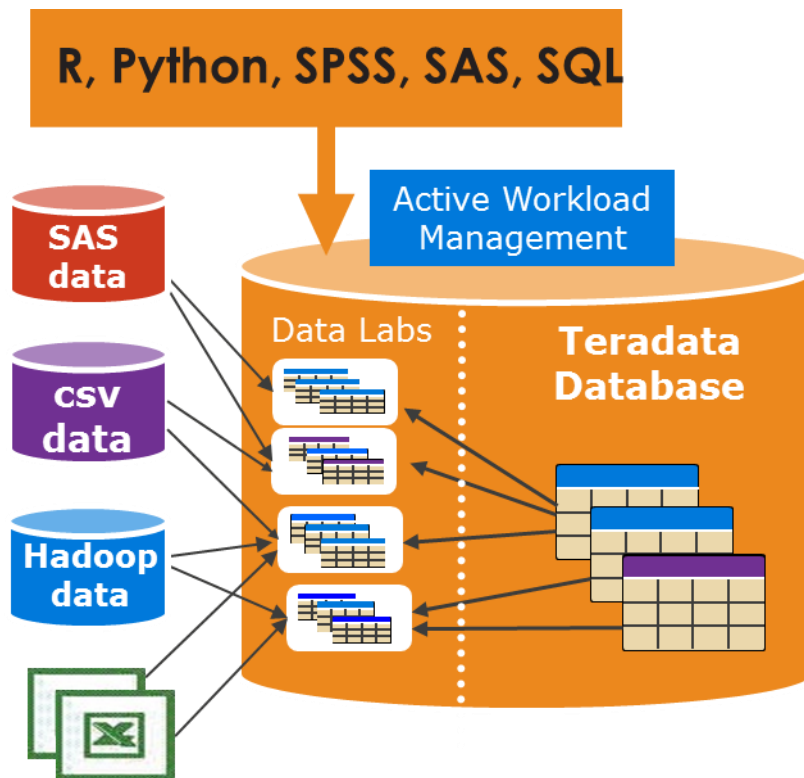 R, Python, SPSS, SAS, SQL
Active Workload
Management
SAS
data
csv
data
Hadoop
data
Data Labs
Teradata
Database
X